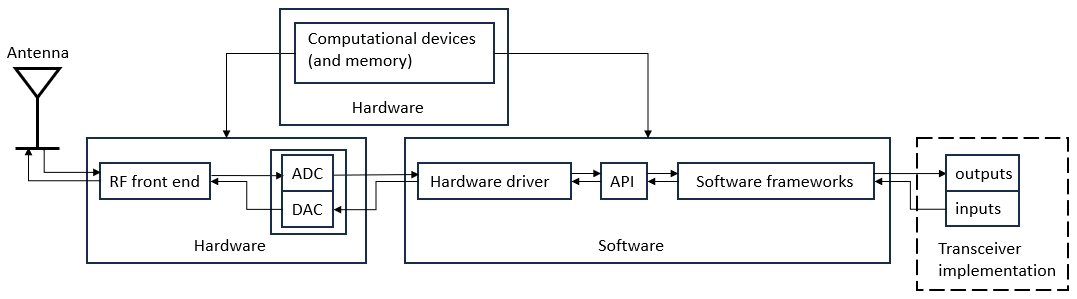 Computational devices
(and memory)
Hardware
Antenna
RF front end
ADC
DAC
Hardware
Hardware driver
API
Software frameworks
Software
outputs
inputs
Transceiver
implementation